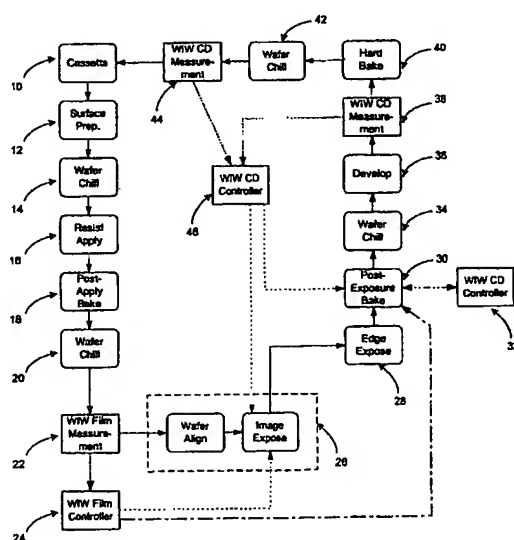 42
WIW CD
Measure-
ment
44
Wafer
Chill
Hard
Bake
40
Cassette
10
Surface
Prep.
12
Wafer
Chill
14
Resist
Apply
16
Post-
Apply
Bake
18
Wafer
Chill
20
WIW Film
Measure-
ment
22
WIW Film
Controller
24
WIW CD
Measure-
ment
38
Develop
36
Wafer
Chill
34
WIW CD
Controller
46
Post-
Exposure
Bake
30
WIW CD
Controller
Edge
Expose
28
Wafer
Align
Image
Expose
26